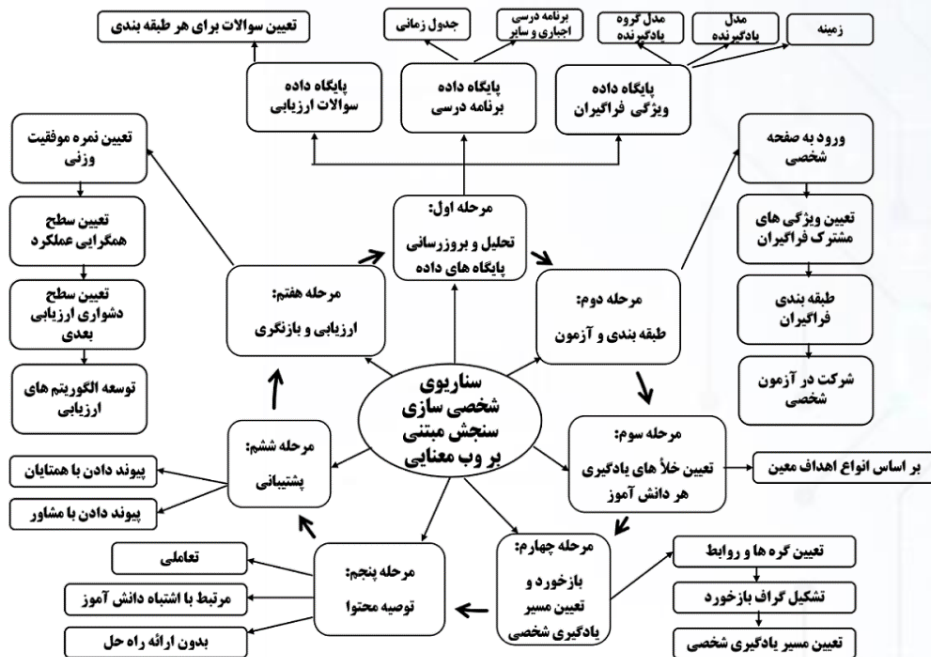 تعیین سوالات برای هر طبقه بندی
جدول زمانی
برنامه درسی
اجباری و سایر
مدل گروه
یادگیرنده
مدل
یادگیرنده
زمینه
پایگاه داده
سوالات ارزیابی
پایگاه داده
برنامه درسی
پایگاه داده
ویژگی فراگیران
تعیین نمره موفقیت
وزنی
تعیین سطح
همگرایی عملکرد
تعیین سطح
دشواری ارزیابی
بعدی
توسعه الگوریتم های
ارزیابی
ورود به صفحه
شخصی
تعیین ویژگی های
مشترک فراگیران
طبقه بندی
فراگیران
شرکت در آزمون
شخصی
مرحله اول:
تحلیل و بروزرسانی
پایگاه های داده
مرحله هفتم:
ارزیابی و بازنگری
مرحله دوم:
طبقه بندی و آزمون
سناریوی
شخصی سازی
سنجش مبتنی
بر وب معنایی
مرحله سوم:
تعیین خلأ های یادگیری
هر دانش آموز
بر اساس انواع اهداف معین
مرحله ششم:
پشتیبانی
پیوند دادن با همتایان
پیوند دادن با مشاور
مرحله چهارم:
بازخورد و
تعیین مسیر
یادگیری شخصی
تعیین گره ها و روابط
تشکیل گراف بازخورد
تعیین مسیر یادگیری شخصی
مرحله پنجم:
توصیه محتوا
تعاملی
مرتبط با اشتباه دانش آموز
بدون ارائه راه حل